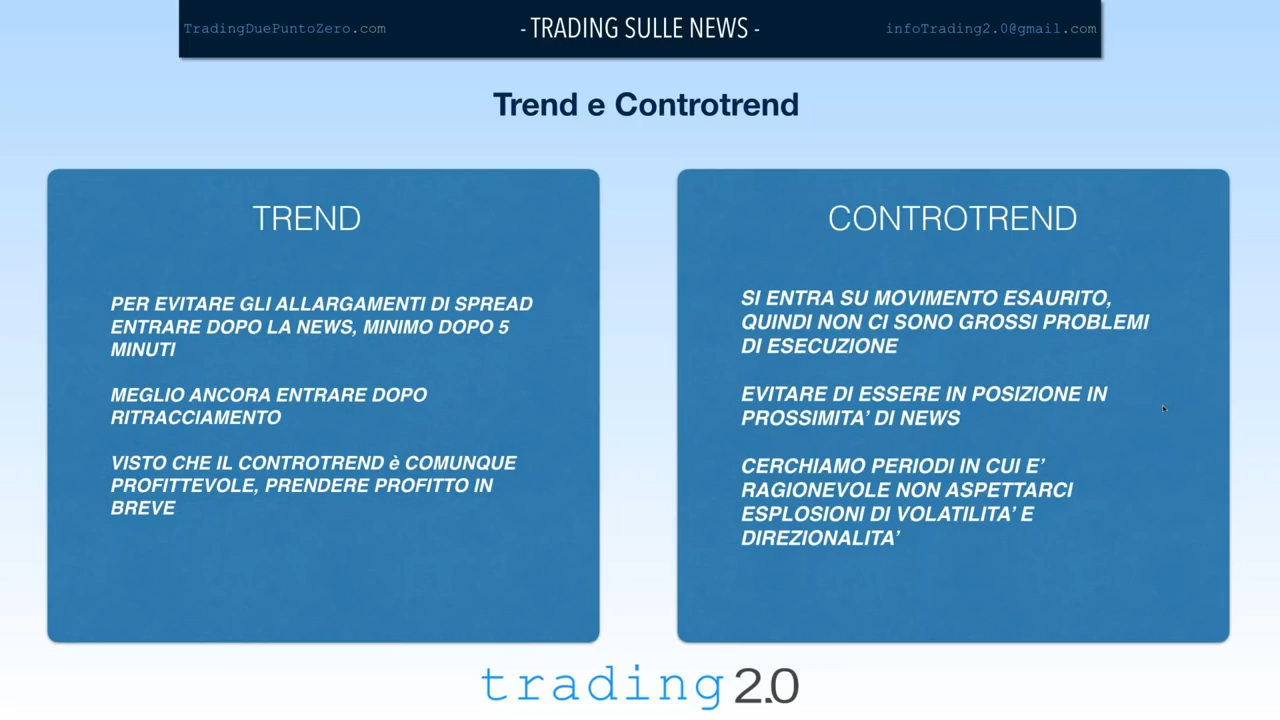 TradingDuePuntoZero.com
- TRADING SULLE NEWS -
infoTrading2.0@gmail.com
Trend e Controtrend
TREND
PER EVITARE GLI ALLARGAMENTI DI SPREAD
ENTRARE DOPO LA NEWS, MINIMO DOPO 5
MINUTI
MEGLIO ANCORA ENTRARE DOPO
RITRACCIAMENTO
VISTO CHE IL CONTROTREND è COMUNQUE
PROFITTEVOLE, PRENDERE PROFITTO IN
BREVE
CONTROTREND
SI ENTRA SU MOVIMENTO ESAURITO,
QUINDI NON CI SONO GROSSI PROBLEMI
DI ESECUZIONE
EVITARE DI ESSERE IN POSIZIONE IN
PROSSIMITA’ DI NEWS
CERCHIAMO PERIODI IN CUI E’
RAGIONEVOLE NON ASPETTARCI
ESPLOSIONI DI VOLATILITA’ E
DIREZIONALITA’
trading 2.0